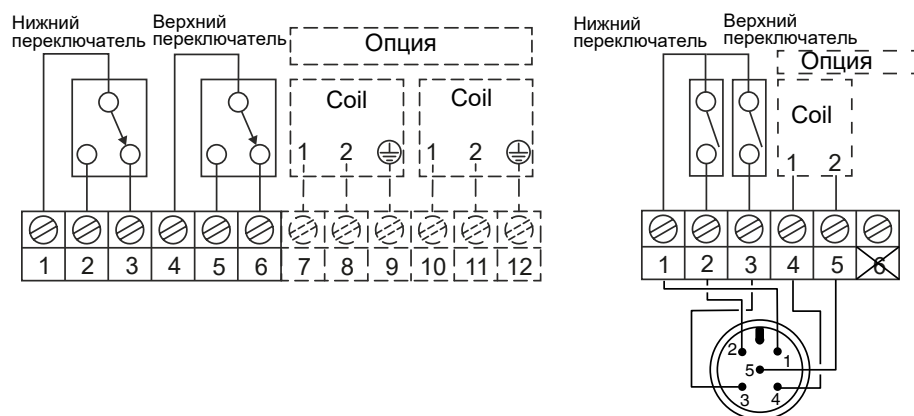 Нижний
переключатель
Верхний
переключатель
Опция
Coil
Coil
1 2 1 2
1 2 3 4 5 6 7 8 9 10 11 12
Нижний
переключатель
Верхний
переключатель
Опция
Coil
1 2
1 2 3 4 5 6
2 1
5
3 4